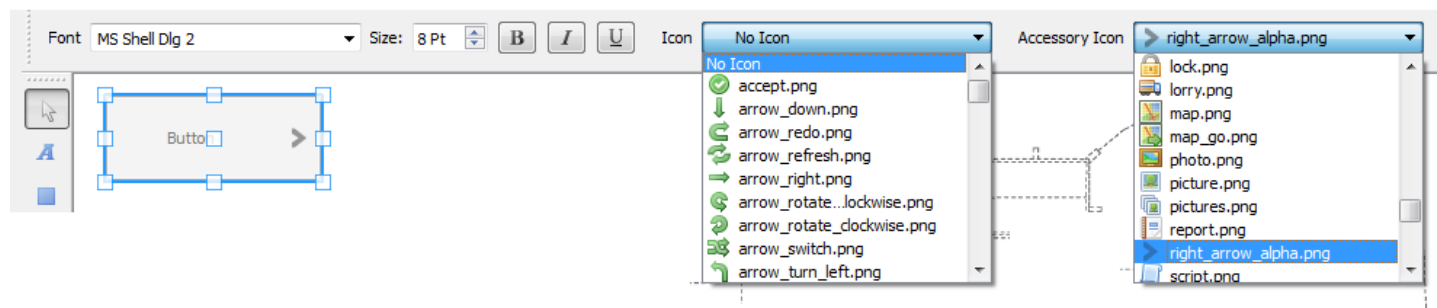 Font MS Shell Dlg 2 Size: 8 Pt B I U Icon No Icon Accessory Icon right_arrow_alpha.png
Button
A
No Icon
accept.png
arrow_down.png
arrow_redo.png
arrow_refresh.png
arrow_right.png
arrow_rotate...lockwise.png
arrow_rotate_clockwise.png
arrow_switch.png
arrow_turn_left.png
lock.png
lorry.png
map.png
map_go.png
photo.png
picture.png
pictures.png
report.png
right_arrow_alpha.png
script.png